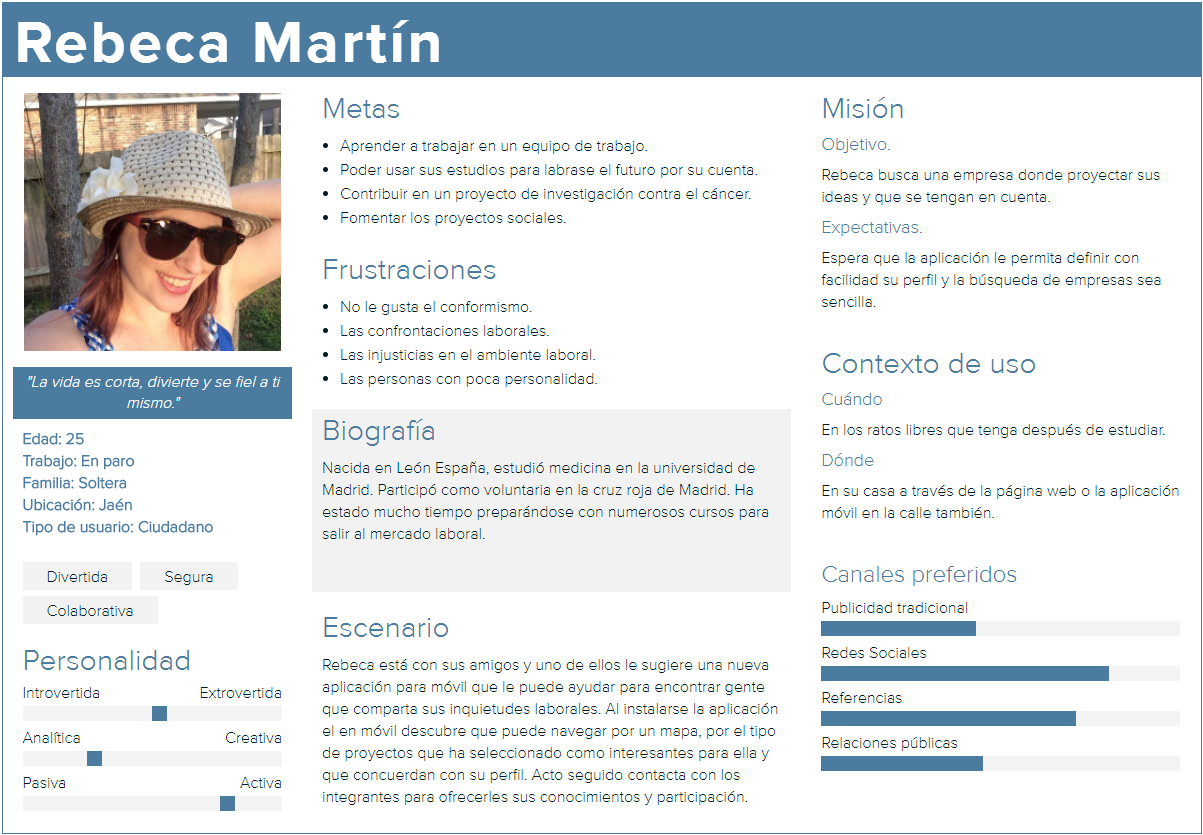 Rebeca Martín
"La vida es corta, divierte y se fiel a ti
mismo."
Edad: 25
Trabajo: En paro
Familia: Soltera
Ubicación: Jaén
Tipo de usuario: Ciudadano
Divertida
Segura
Colaborativa
Personalidad
Introvertida Extrovertida
Analítica Creativa
Pasiva Activa
Metas
• Aprender a trabajar en un equipo de trabajo.
• Poder usar sus estudios para labrase el futuro por su cuenta.
• Contribuir en un proyecto de investigación contra el cáncer.
• Fomentar los proyectos sociales.
Frustraciones
• No le gusta el conformismo.
• Las confrontaciones laborales.
• Las injusticias en el ambiente laboral.
• Las personas con poca personalidad.
Biografía
Nacida en León España, estudió medicina en la universidad de
Madrid. Participó como voluntaria en la cruz roja de Madrid. Ha
estado mucho tiempo preparándose con numerosos cursos para
salir al mercado laboral.
Escenario
Rebeca está con sus amigos y uno de ellos le sugiere una nueva
aplicación para móvil que le puede ayudar para encontrar gente
que comparta sus inquietudes laborales. Al instalarse la aplicación
el en móvil descubre que puede navegar por un mapa, por el tipo
de proyectos que ha seleccionado como interesantes para ella y
que concuerdan con su perfil. Acto seguido contacta con los
integrantes para ofrecerles sus conocimientos y participación.
Misión
Objetivo.
Rebeca busca una empresa donde proyectar sus
ideas y que se tengan en cuenta.
Expectativas.
Espera que la aplicación le permita definir con
facilidad su perfil y la búsqueda de empresas sea
sencilla.
Contexto de uso
Cuándo
En los ratos libres que tenga después de estudiar.
Dónde
En su casa a través de la página web o la aplicación
móvil en la calle también.
Canales preferidos
Publicidad tradicional
Redes Sociales
Referencias
Relaciones públicas